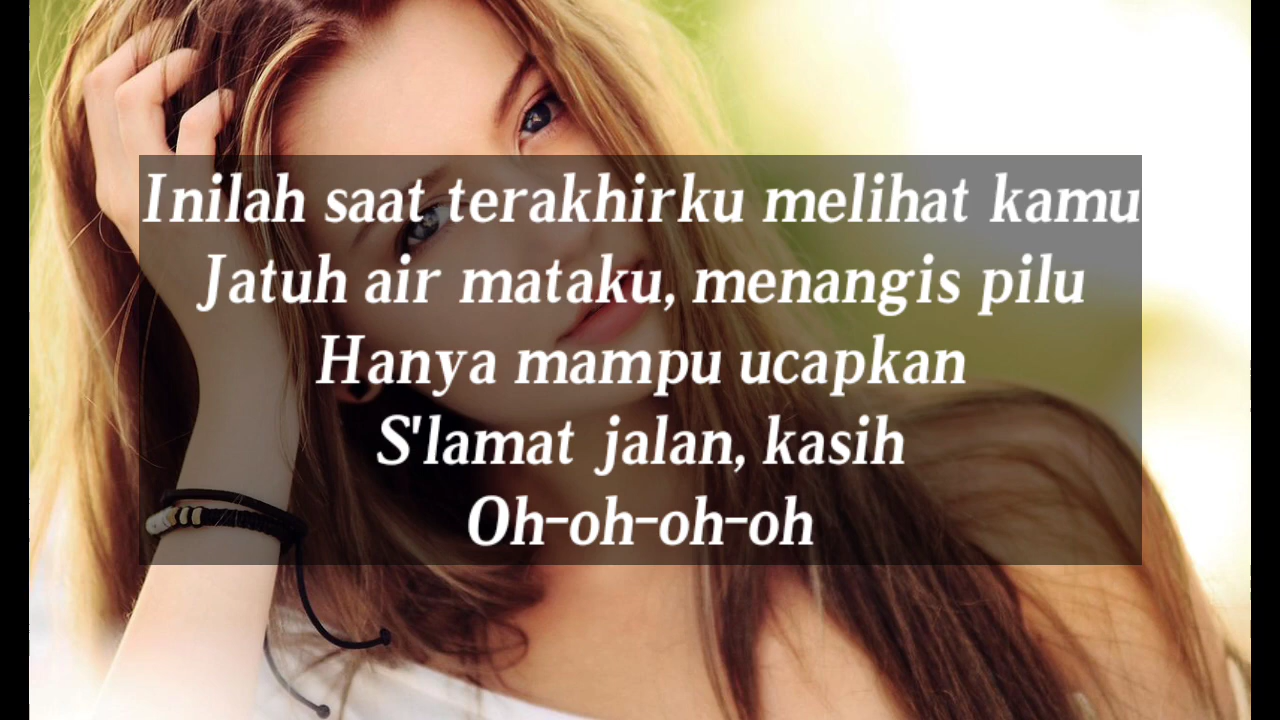 Inilah saat terakhirku melihat kamu
Jatuh air mataku, menangis pilu
Hanya mampu ucapkan
S'lamat jalan, kasih
Oh-oh-oh-oh